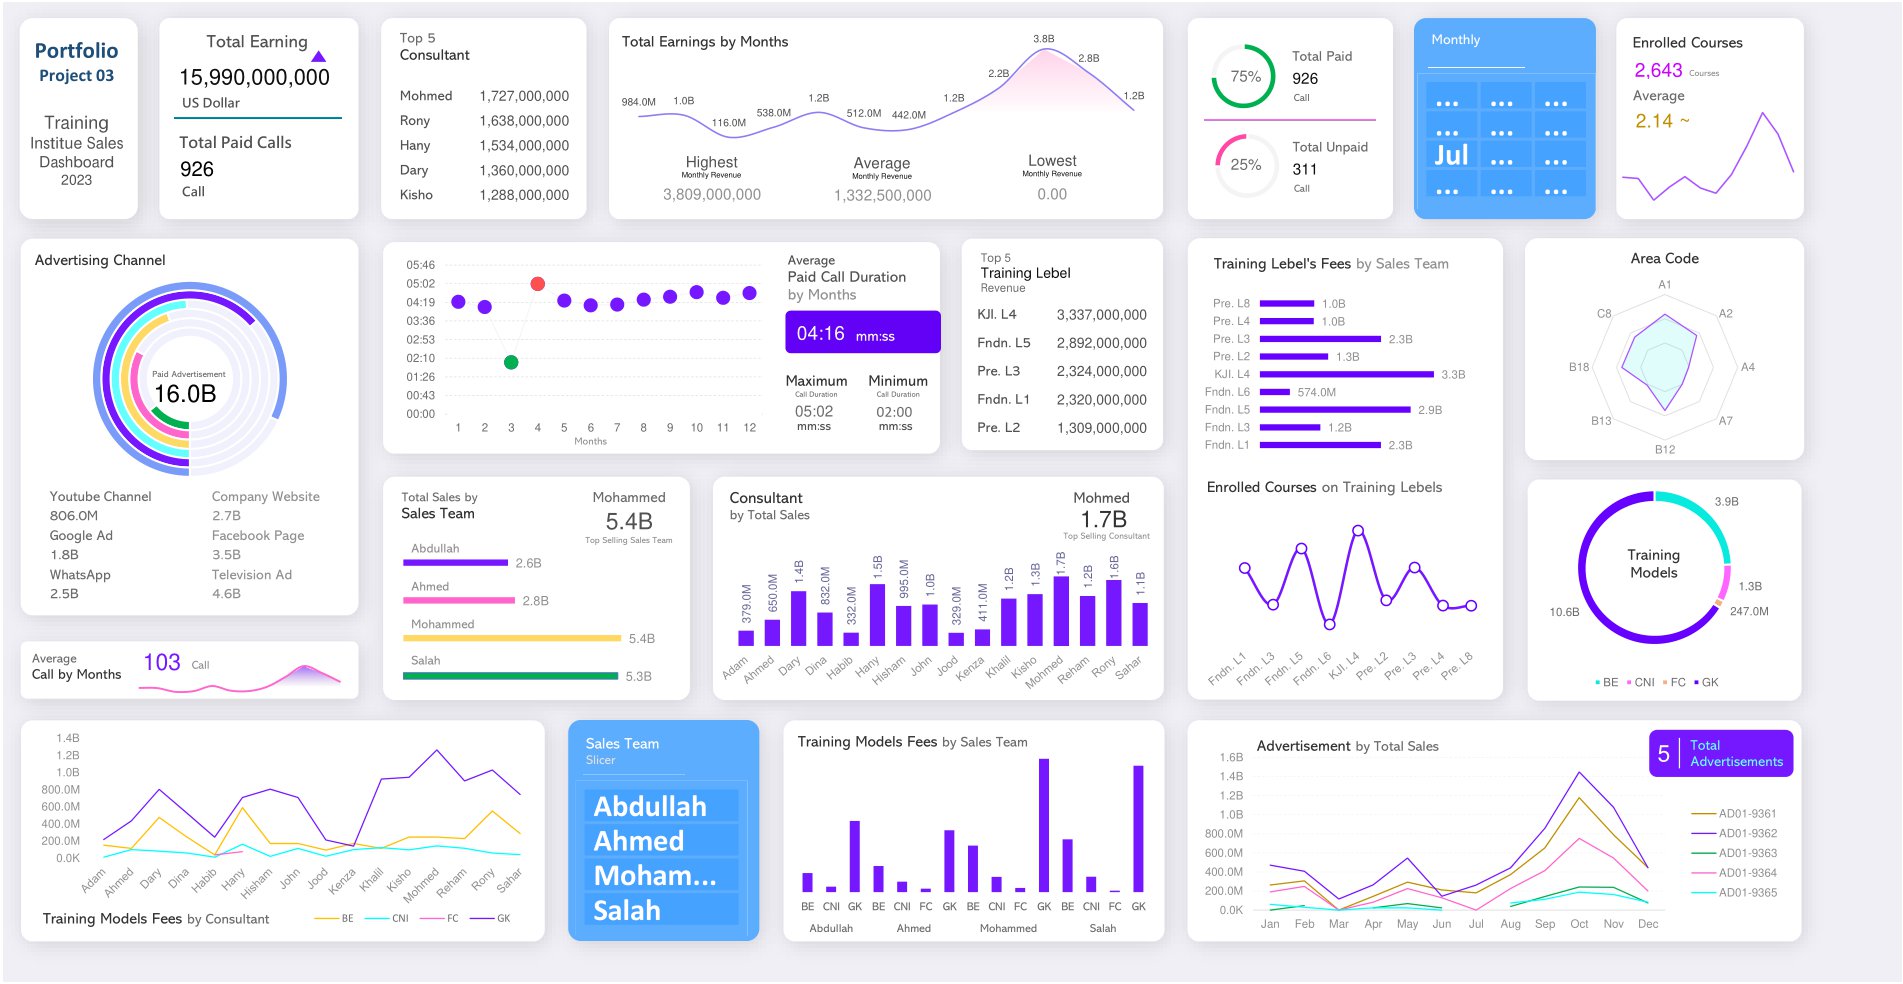 Portfolio
Project 03
Training
Institue Sales
Dashboard
2023
Total Earning
15,990,000,000
US Dollar
Total Paid Calls
926
Call
Top 5
Consultant
Mohmed 1,727,000,000
Rony 1,638,000,000
Hany 1,534,000,000
Dary 1,360,000,000
Kisho 1,288,000,000
Total Earnings by Months
984.0M 1.0B 116.0M 538.0M 1.2B 512.0M 442.0M 1.2B 2.2B 3.8B 2.8B 1.2B
Highest
Monthly Revenue
3,809,000,000
Average
Monthly Revenue
1,332,500,000
Lowest
Monthly Revenue
0.00
75%
Total Paid
926
Call
25%
Total Unpaid
311
Call
Monthly
... ... ...
... ... ...
Jul ... ...
... ... ...
Enrolled Courses
2,643 Courses
Average
2.14 ~
Advertising Channel
Paid Advertisement
16.0B
Youtube Channel Company Website
806.0M 2.7B
Google Ad Facebook Page
1.8B 3.5B
WhatsApp Television Ad
2.5B 4.6B
05:46
05:02
04:19
03:36
02:53
02:10
01:26
00:43
00:00
1 2 3 4 5 6 7 8 9 10 11 12
Months
Average
Paid Call Duration
by Months
04:16 mm:ss
Maximum Minimum
Call Duration Call Duration
05:02 02:00
mm:ss mm:ss
Top 5
Training Lebel
Revenue
KJl. L4 3,337,000,000
Fndn. L5 2,892,000,000
Pre. L3 2,324,000,000
Fndn. L1 2,320,000,000
Pre. L2 1,309,000,000
Training Lebel's Fees by Sales Team
Pre. L8 1.0B
Pre. L4 1.0B
Pre. L3 2.3B
Pre. L2 1.3B
KJl. L4 3.3B
Fndn. L6 574.0M
Fndn. L5 2.9B
Fndn. L3 1.2B
Fndn. L1 2.3B
Enrolled Courses on Training Lebels
Fndn. L1 Fndn. L3 Fndn. L5 Fndn. L6 KJl. L4 Pre. L2 Pre. L3 Pre. L4 Pre. L8
Area Code
A1
C8 A2
B18 A4
B13 A7
B12
3.9B
Training
Models
1.3B
10.6B 247.0M
BE CNI FC GK
Average
Call by Months
103 Call
Total Sales by
Sales Team
Mohammed
5.4B
Top Selling Sales Team
Abdullah
2.6B
Ahmed
2.8B
Mohammed
5.4B
Salah
5.3B
Consultant
by Total Sales
Mohmed
1.7B
Top Selling Consultant
379.0M 650.0M 1.4B 832.0M 332.0M 1.5B 995.0M 1.0B 329.0M 411.0M 1.2B 1.3B 1.7B 1.2B 1.6B 1.1B
Adam Ahmed Dary Dina Habib Hany Hisham John Jood Kenza Khalil Kisho Mohmed Reham Rony Sahar
1.4B
1.2B
1.0B
800.0M
600.0M
400.0M
200.0M
0.0K
Adam Ahmed Dary Dina Habib Hany Hisham John Jood Kenza Khalil Kisho Mohmed Reham Rony Sahar
Training Models Fees by Consultant
BE CNI FC GK
Sales Team
Slicer
Abdullah
Ahmed
Moham...
Salah
Training Models Fees by Sales Team
BE CNI GK BE CNI FC GK BE CNI FC GK BE CNI FC GK
Abdullah Ahmed Mohammed Salah
Advertisement by Total Sales
5 Total
Advertisements
1.6B
1.4B
1.2B
1.0B
800.0M
600.0M
400.0M
200.0M
0.0K
Jan Feb Mar Apr May Jun Jul Aug Sep Oct Nov Dec
AD01-9361
AD01-9362
AD01-9363
AD01-9364
AD01-9365